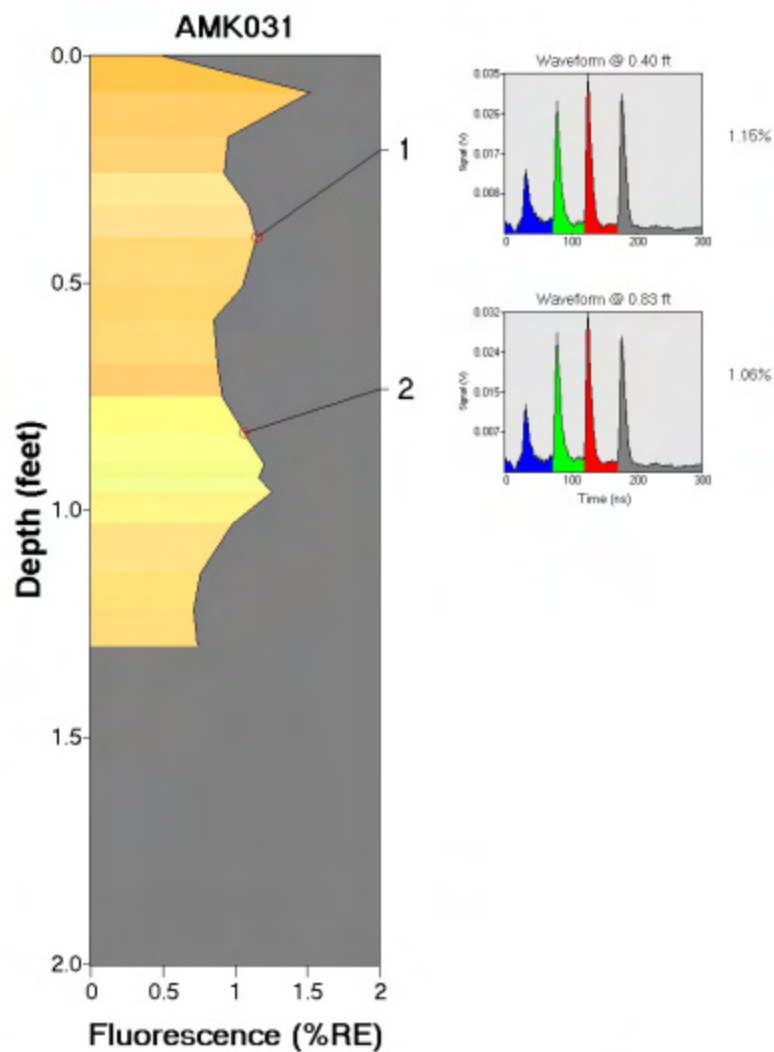 AMK031
0.0
0.5
1.0
1.5
2.0
Depth (feet)
0 0.5 1 1.5 2
Fluorescence (%RE)
1
2
Waveform @ 0.40 ft
0.035
0.026
0.017
0.008
Signal (V)
0 100 200 300
1.15%
Waveform @ 0.83 ft
0.032
0.024
0.015
0.007
Signal (V)
0 100 200 300
Time (ns)
1.06%